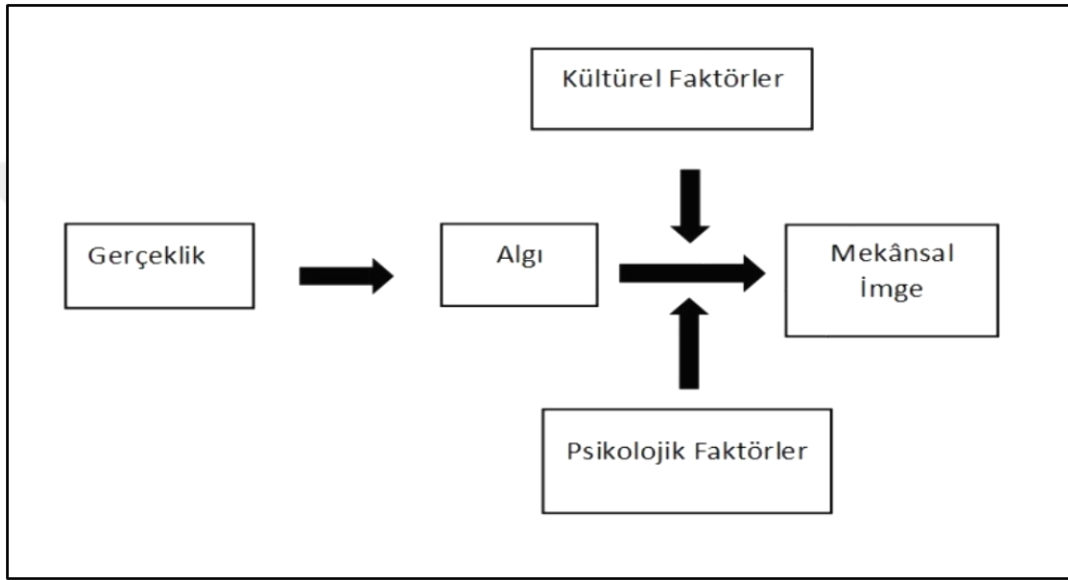 Kültürel Faktörler
Gerçeklik
Algı
Mekânsal
İmge
Psikolojik Faktörler